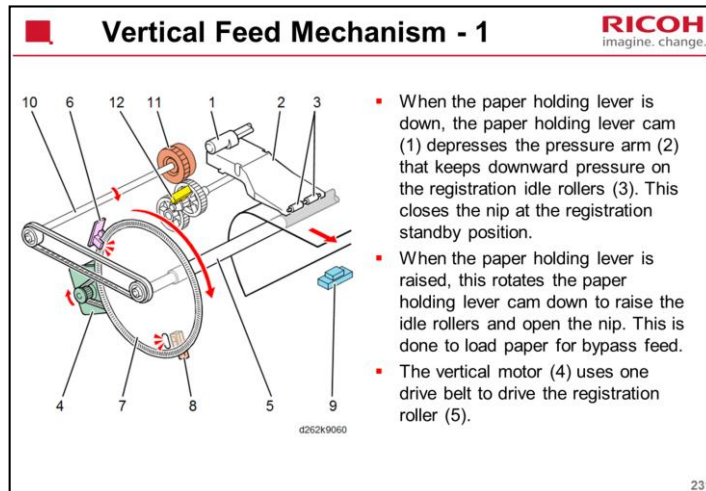 Vertical Feed Mechanism - 1
RICOH
imagine. change.
10 6 12 11 1 2 3
4 7 8 5 9
d262k9060
▪ When the paper holding lever is
down, the paper holding lever cam
(1) depresses the pressure arm (2)
that keeps downward pressure on
the registration idle rollers (3). This
closes the nip at the registration
standby position.
▪ When the paper holding lever is
raised, this rotates the paper
holding lever cam down to raise the
idle rollers and open the nip. This is
done to load paper for bypass feed.
▪ The vertical motor (4) uses one
drive belt to drive the registration
roller (5).
23